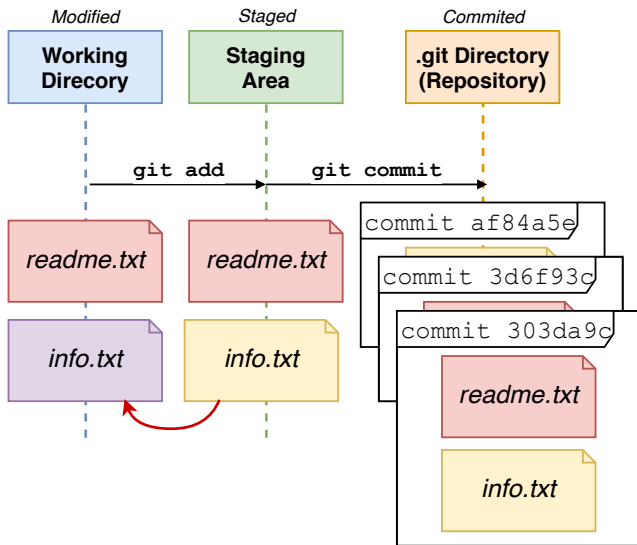 Modified
Staged
Commited
Working
Direcory
Staging
Area
.git Directory
(Repository)
git add
git commit
readme.txt
readme.txt
commit af84a5e
commit 3d6f93c
info.txt
info.txt
commit 303da9c
readme.txt
info.txt